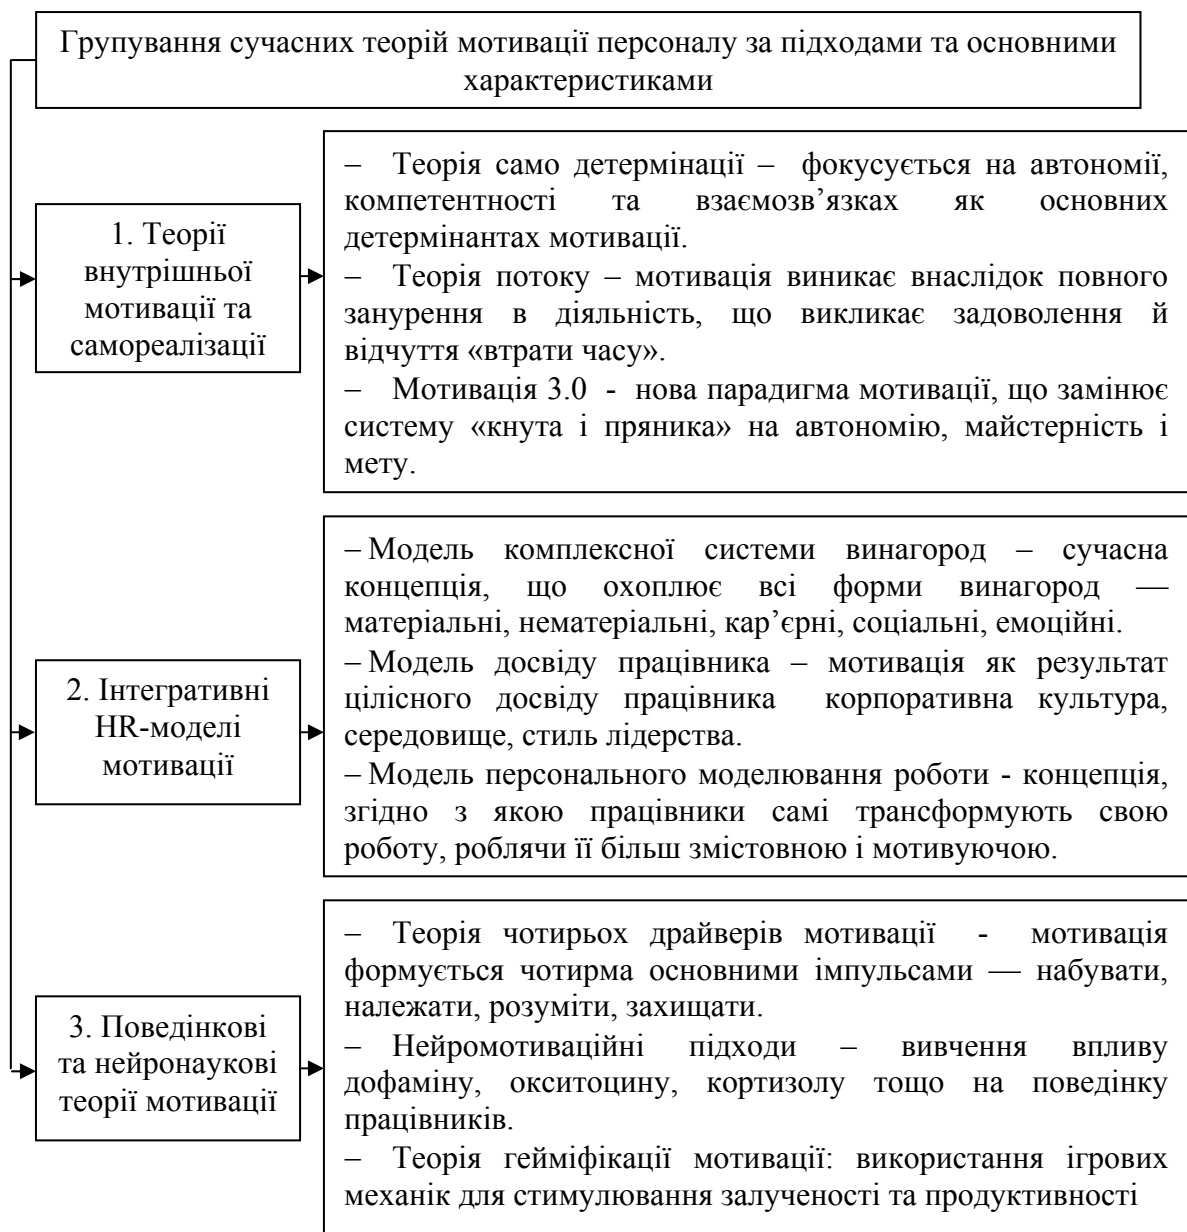 Групування сучасних теорій мотивації персоналу за підходами та основними
характеристиками
1. Теорії
внутрішньої
мотивації та
самореалізації
– Теорія само детермінації – фокусується на автономії,
компетентності та взаємозв’язках як основних
детермінантах мотивації.
– Теорія потоку – мотивація виникає внаслідок повного
занурення в діяльність, що викликає задоволення й
відчуття «втрати часу».
– Мотивація 3.0 - нова парадигма мотивації, що замінює
систему «кнута і пряника» на автономію, майстерність і
мету.
2. Інтегративні
HR-моделі
мотивації
– Модель комплексної системи винагород – сучасна
концепція, що охоплює всі форми винагород —
матеріальні, нематеріальні, кар’єрні, соціальні, емоційні.
– Модель досвіду працівника – мотивація як результат
цілісного досвіду працівника корпоративна культура,
середовище, стиль лідерства.
– Модель персонального моделювання роботи - концепція,
згідно з якою працівники самі трансформують свою
роботу, роблячи її більш змістовною і мотивуючою.
3. Поведінкові
та нейронаукові
теорії мотивації
– Теорія чотирьох драйверів мотивації - мотивація
формується чотирма основними імпульсами — набувати,
належати, розуміти, захищати.
– Нейромотиваційні підходи – вивчення впливу
дофаміну, окситоцину, кортизолу тощо на поведінку
працівників.
– Теорія гейміфікації мотивації: використання ігрових
механік для стимулювання залученості та продуктивності